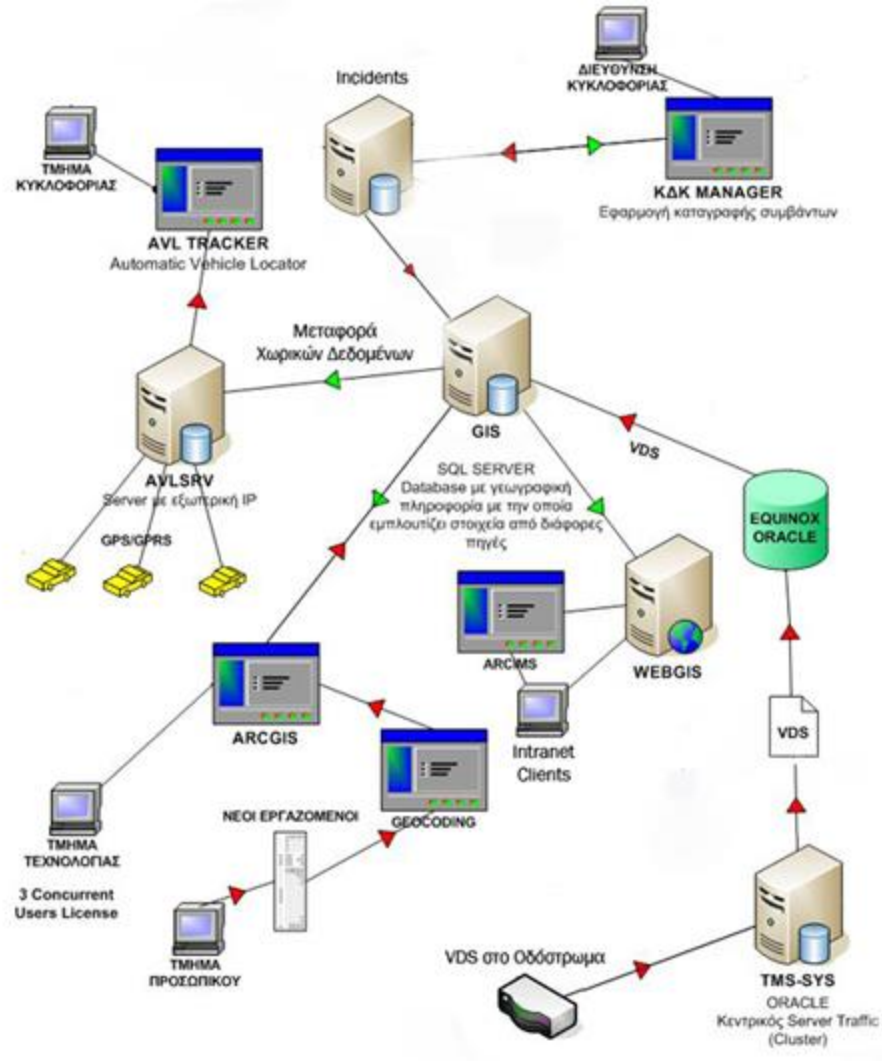 Incidents
ΔΙΕΥΘΥΝΣΗ
ΚΥΚΛΟΦΟΡΙΑΣ
ΤΜΗΜΑ
ΚΥΚΛΟΦΟΡΙΑΣ
ΚΔΚ MANAGER
Εφαρμογή καταγραφής συμβάντων
AVL TRACKER
Automatic Vehicle Locator
Μεταφορά
Χωρικών Δεδομένων
GIS
SQL SERVER
Database με γεωγραφική
πληροφορία με την οποία
εμπλουτίζει στοιχεία από διάφορες
πηγές
VDS
AVLSRV
Server με εξωτερική IP
GPS/GPRS
EQUINOX
ORACLE
ARCIMS
WEBGIS
Intranet
Clients
ARCGIS
VDS
GEOCODING
ΝΕΟΙ ΕΡΓΑΖΟΜΕΝΟΙ
ΤΜΗΜΑ
ΤΕΧΝΟΛΟΓΙΑΣ
3 Concurrent
Users License
ΤΜΗΜΑ
ΠΡΟΣΩΠΙΚΟΥ
VDS στο Οδόστρωμα
TMS-SYS
ORACLE
Κεντρικός Server Traffic
(Cluster)